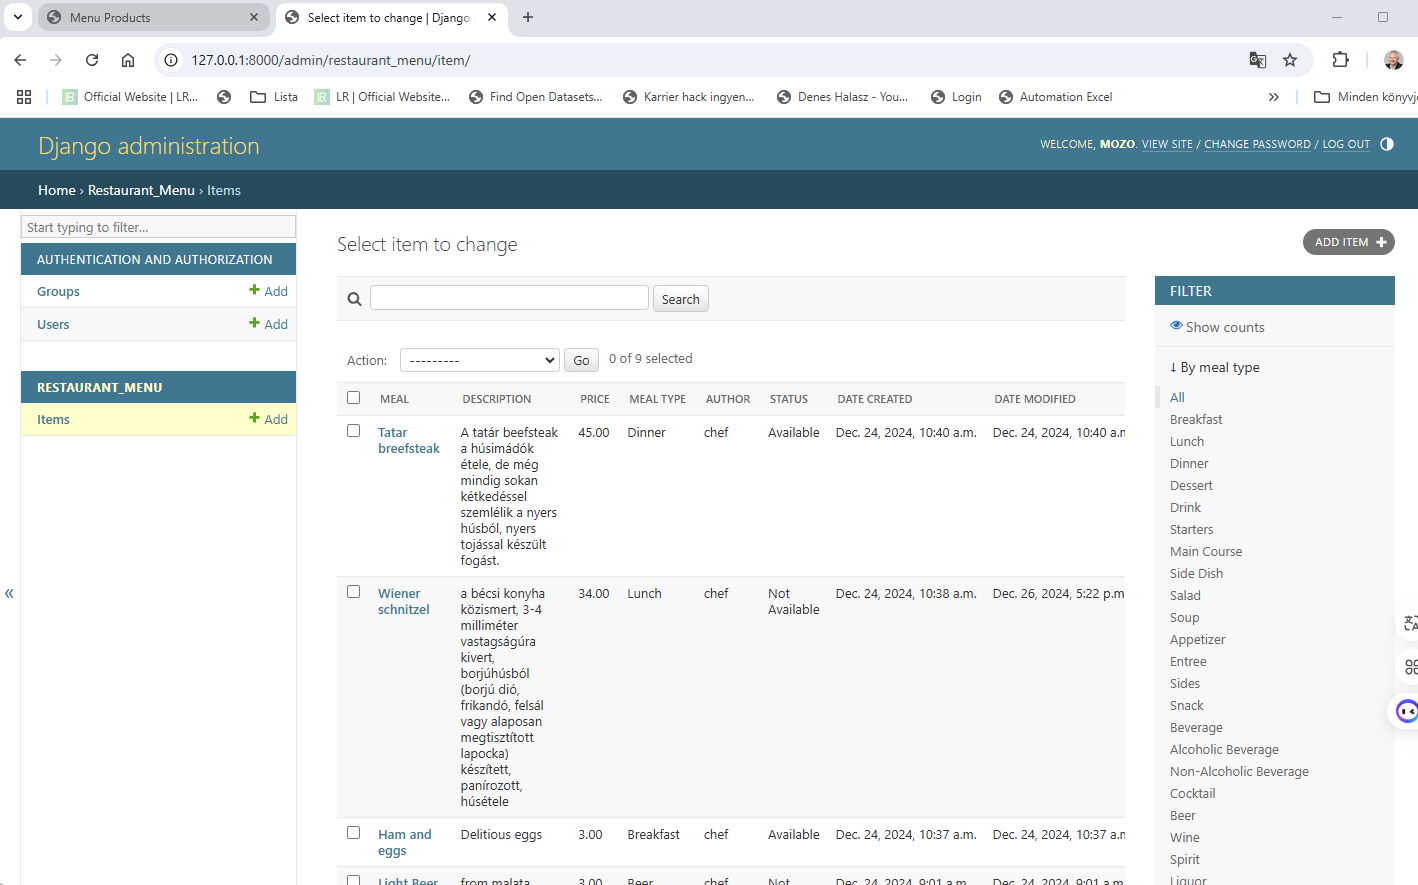 Menu Products
Select item to change | Django
127.0.0.1:8000/admin/restaurant_menu/item/
Official Website | LR...
Lista
LR | Official Website...
Find Open Datasets...
Karrier hack ingyen...
Denes Halasz - You...
Login
Automation Excel
Minden könyvj
Django administration
WELCOME, MOZO. VIEW SITE / CHANGE PASSWORD / LOG OUT
Home › Restaurant_Menu › Items
Start typing to filter...
AUTHENTICATION AND AUTHORIZATION
Groups
Add
Users
Add
RESTAURANT_MENU
Items
Add
Select item to change
ADD ITEM
Search
Action:
---------
Go
0 of 9 selected
MEAL DESCRIPTION PRICE MEAL TYPE AUTHOR STATUS DATE CREATED DATE MODIFIED
Tatar
breefsteak
A tatár beefsteak
a húsimádók
étele, de még
mindig sokan
kétkedéssel
szemlélik a nyers
húsból, nyers
tojással készült
fogást.
45.00
Dinner
chef
Available
Dec. 24, 2024, 10:40 a.m.
Dec. 24, 2024, 10:40 a.m
Wiener
schnitzel
a bécsi konyha
közismert, 3-4
milliméter
vastagságúra
kivert,
borjúhúsból
(borjú dió,
frikandó, felsál
vagy alaposan
megtisztított
lapocka)
készített,
panírozott,
húsétele
34.00
Lunch
chef
Not
Available
Dec. 24, 2024, 10:38 a.m.
Dec. 26, 2024, 5:22 p.m
Ham and
eggs
Delitious eggs
3.00
Breakfast
chef
Available
Dec. 24, 2024, 10:37 a.m.
Dec. 24, 2024, 10:37 a.m
Light Beer
from malata
3.00
Beer
chef
Not
Dec. 24, 2024, 9:01 a.m.
Dec. 24, 2024, 9:01 a.m.
FILTER
Show counts
↓ By meal type
All
Breakfast
Lunch
Dinner
Dessert
Drink
Starters
Main Course
Side Dish
Salad
Soup
Appetizer
Entree
Sides
Snack
Beverage
Alcoholic Beverage
Non-Alcoholic Beverage
Cocktail
Beer
Wine
Spirit
Liquor